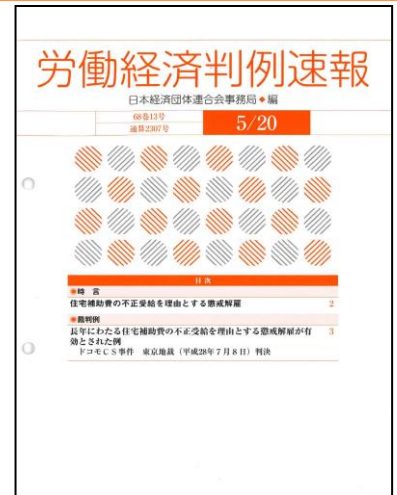 労働経済判例速報
日本経済団体連合会事務局◆編
68巻13号
通算2307号
5/20
目次
◉時 言
住宅補助費の不正受給を理由とする懲戒解雇 2
◉裁判例
長年にわたる住宅補助費の不正受給を理由とする懲戒解雇が有 3
効とされた例
ドコモCS事件 東京地裁(平成28年7月8日)判決